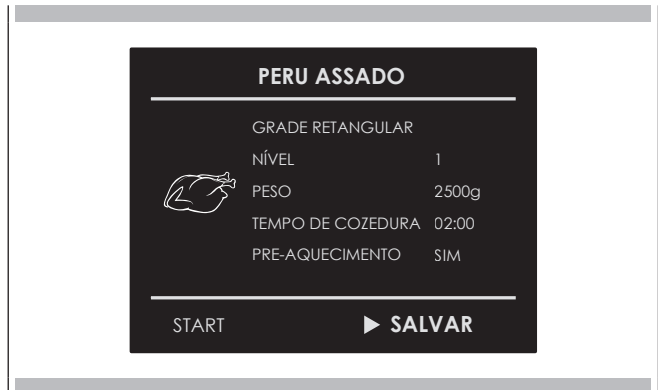 PERU ASSADO
GRADE RETANGULAR
NÍVEL 1
PESO 2500g
TEMPO DE COZEDURA 02:00
PRE-AQUECIMENTO SIM
START ▶ SALVAR